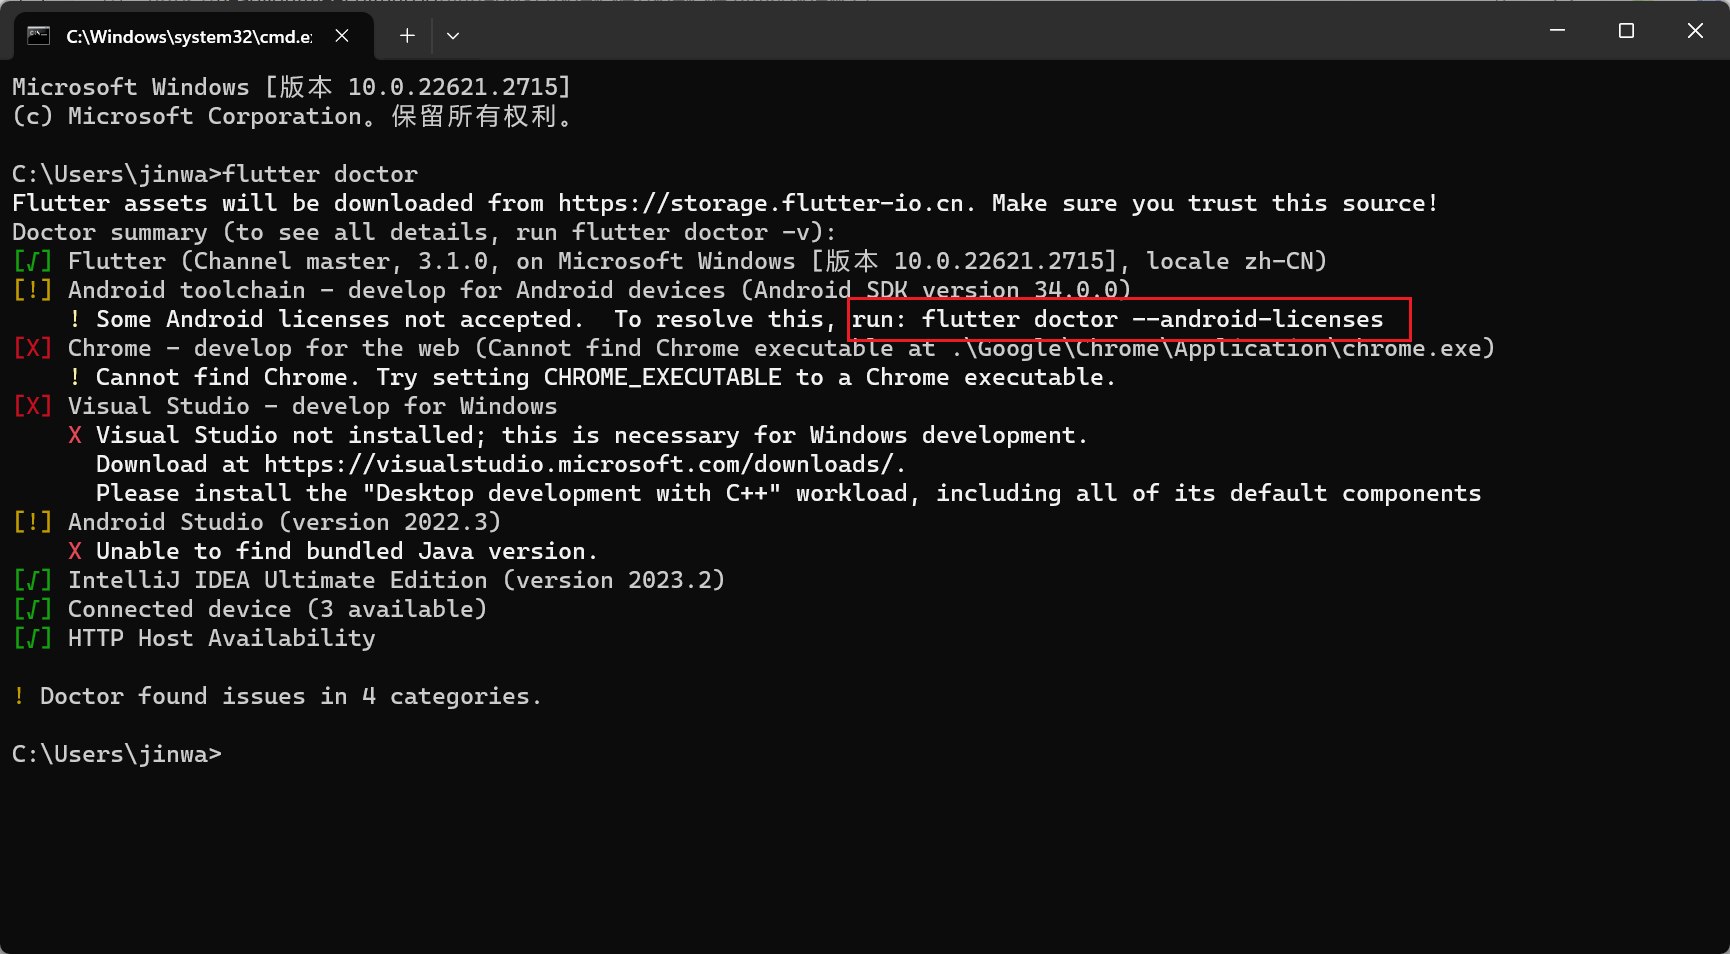 C:\Windows\system32\cmd.e
Microsoft Windows [版本 10.0.22621.2715]
(c) Microsoft Corporation。保留所有权利。
C:\Users\jinwa>flutter doctor
Flutter assets will be downloaded from https://storage.flutter-io.cn. Make sure you trust this source!
Doctor summary (to see all details, run flutter doctor -v):
[√] Flutter (Channel master, 3.1.0, on Microsoft Windows [版本 10.0.22621.2715], locale zh-CN)
[!] Android toolchain - develop for Android devices (Android SDK version 34.0.0)
! Some Android licenses not accepted.  To resolve this, run: flutter doctor --android-licenses
[X] Chrome - develop for the web (Cannot find Chrome executable at .\Google\Chrome\Application\chrome.exe)
! Cannot find Chrome. Try setting CHROME_EXECUTABLE to a Chrome executable.
[X] Visual Studio - develop for Windows
X Visual Studio not installed; this is necessary for Windows development.
Download at https://visualstudio.microsoft.com/downloads/.
Please install the "Desktop development with C++" workload, including all of its default components
[!] Android Studio (version 2022.3)
X Unable to find bundled Java version.
[√] IntelliJ IDEA Ultimate Edition (version 2023.2)
[√] Connected device (3 available)
[√] HTTP Host Availability
! Doctor found issues in 4 categories.
C:\Users\jinwa>